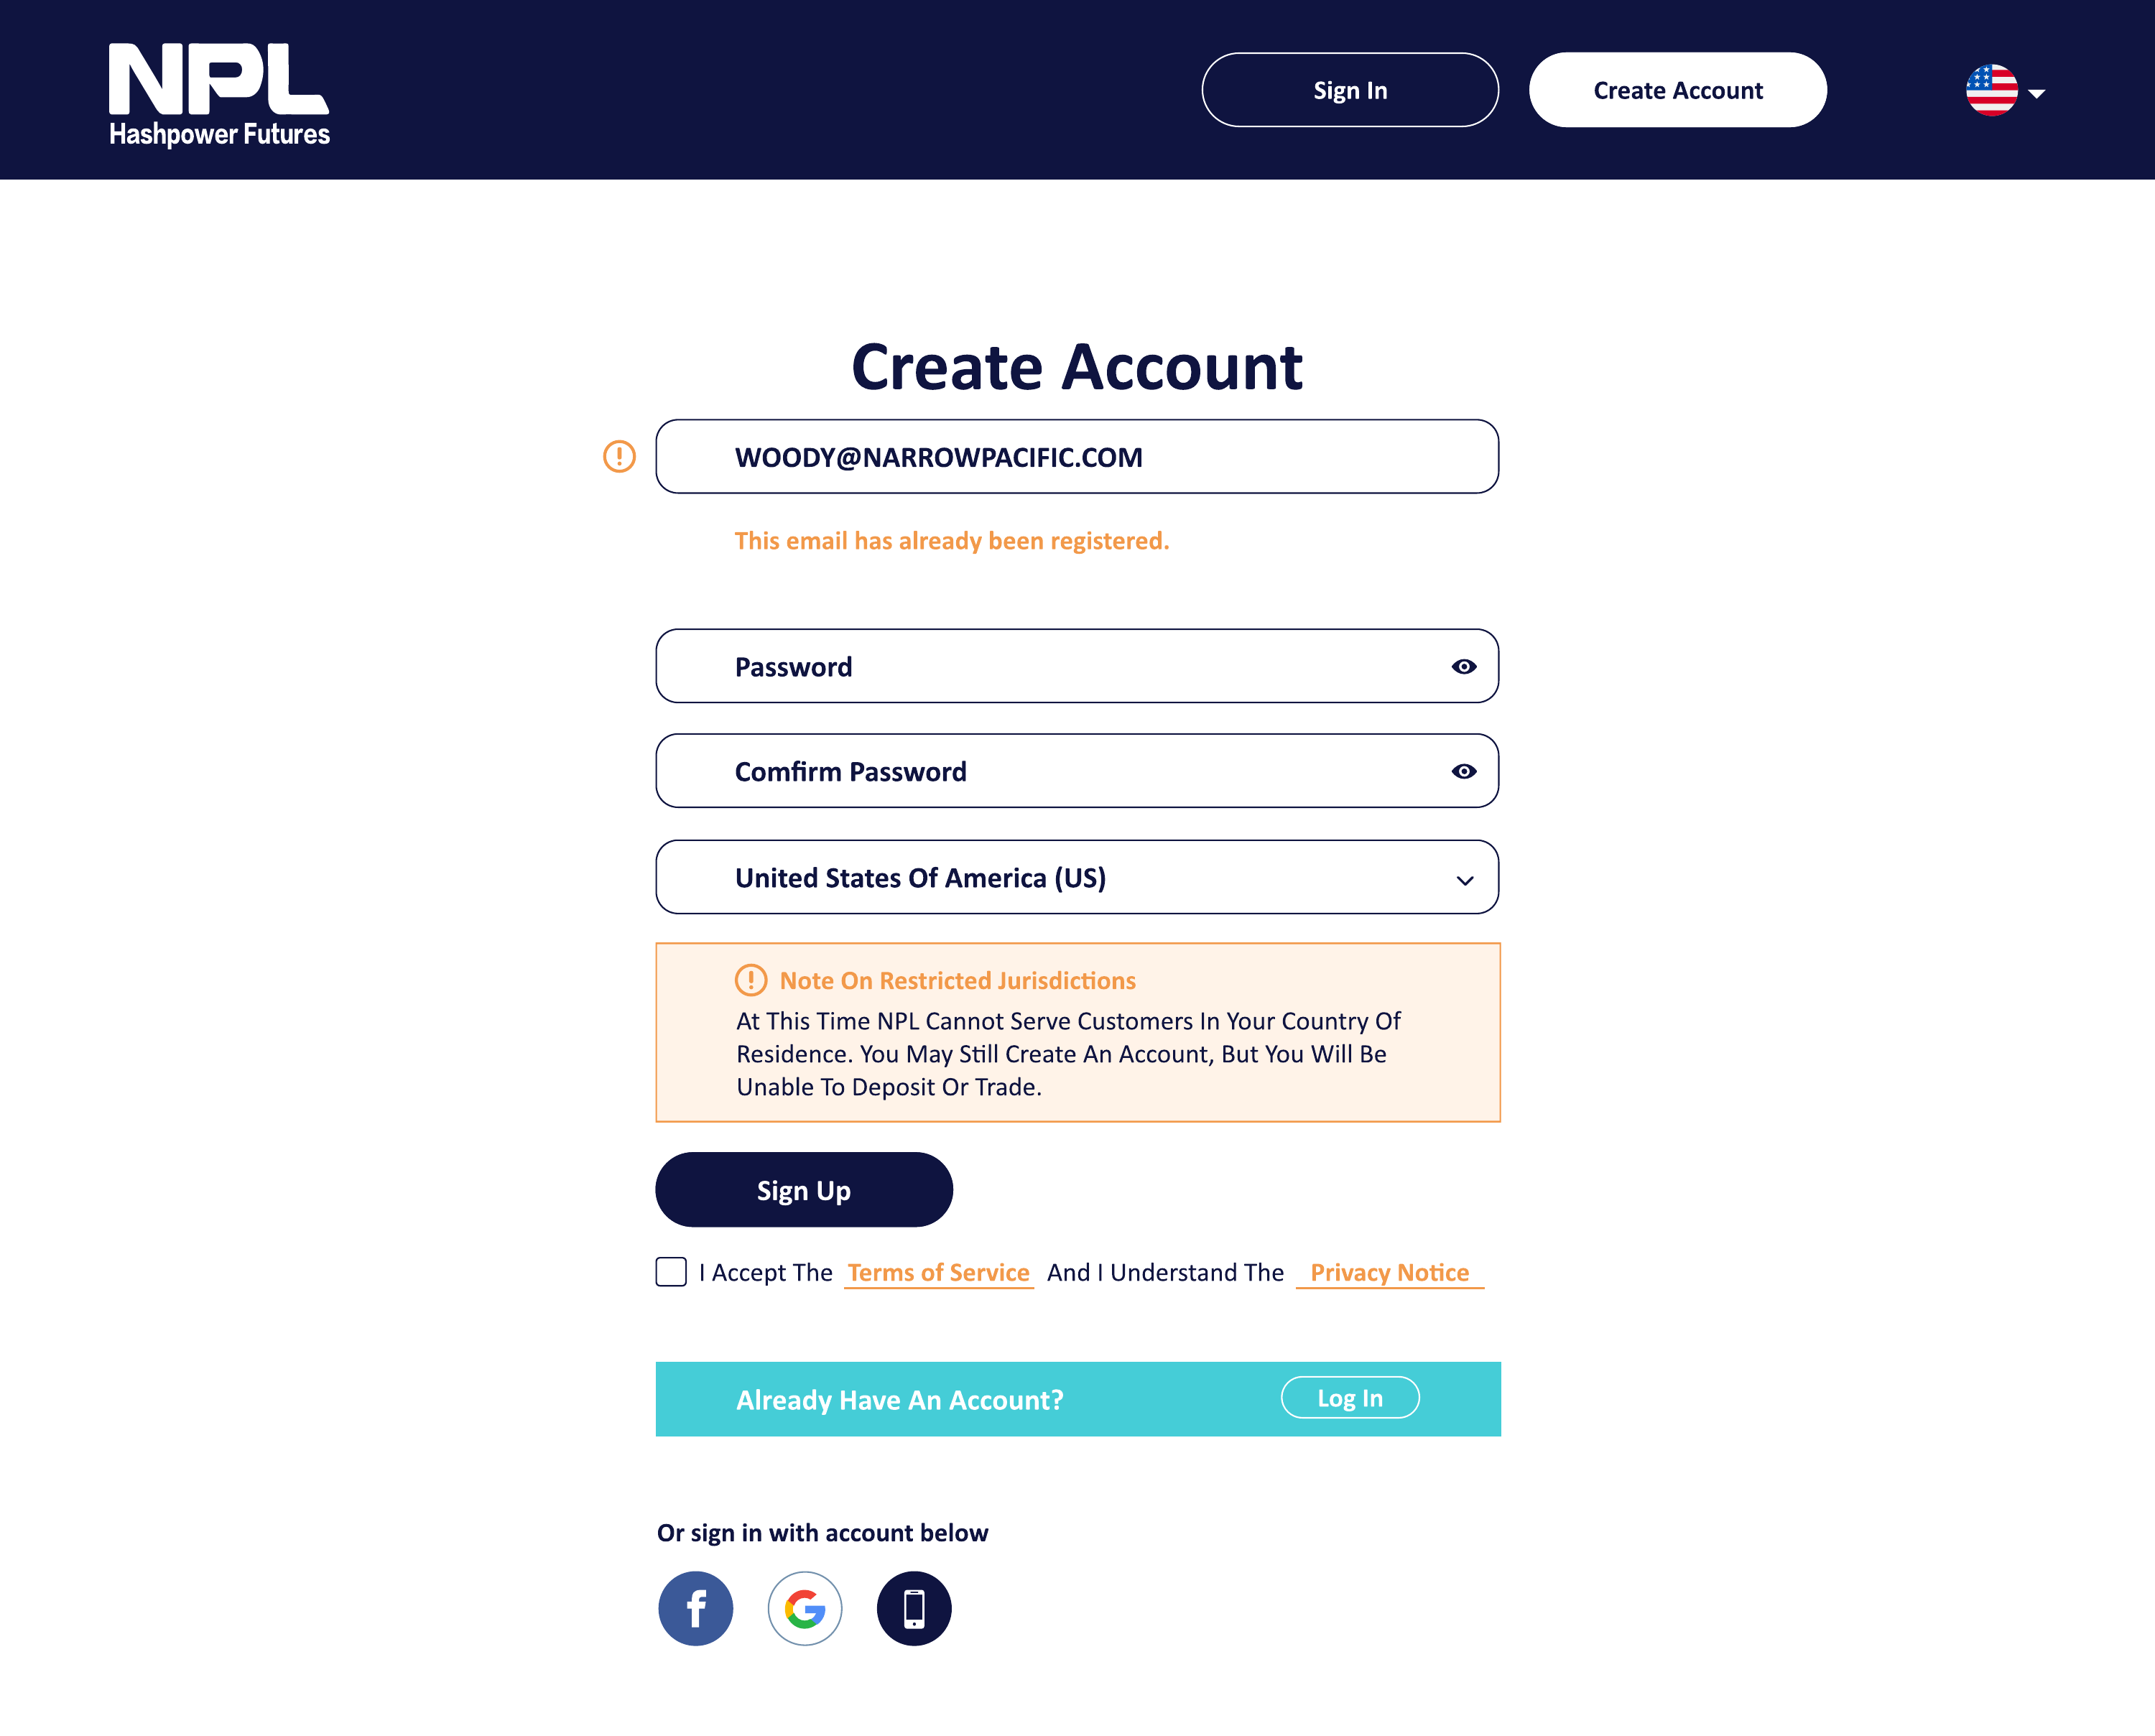 NPL
Hashpower Futures
Sign In
Create Account
Create Account
WOODY@NARROWPACIFIC.COM
This email has already been registered.
Password
Comfirm Password
United States Of America (US)
Note On Restricted Jurisdictions
At This Time NPL Cannot Serve Customers In Your Country Of
Residence. You May Still Create An Account, But You Will Be
Unable To Deposit Or Trade.
Sign Up
I Accept The Terms of Service And I Understand The Privacy Notice
Already Have An Account?
Log In
Or sign in with account below